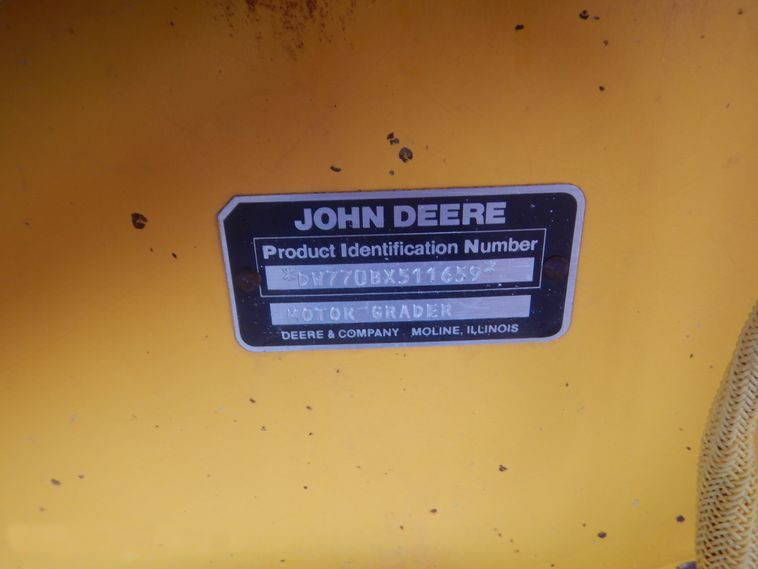 JOHN DEERE
Product Identification Number
*DW770BX511659*
MOTOR GRADER
DEERE & COMPANY MOLINE, ILLINOIS